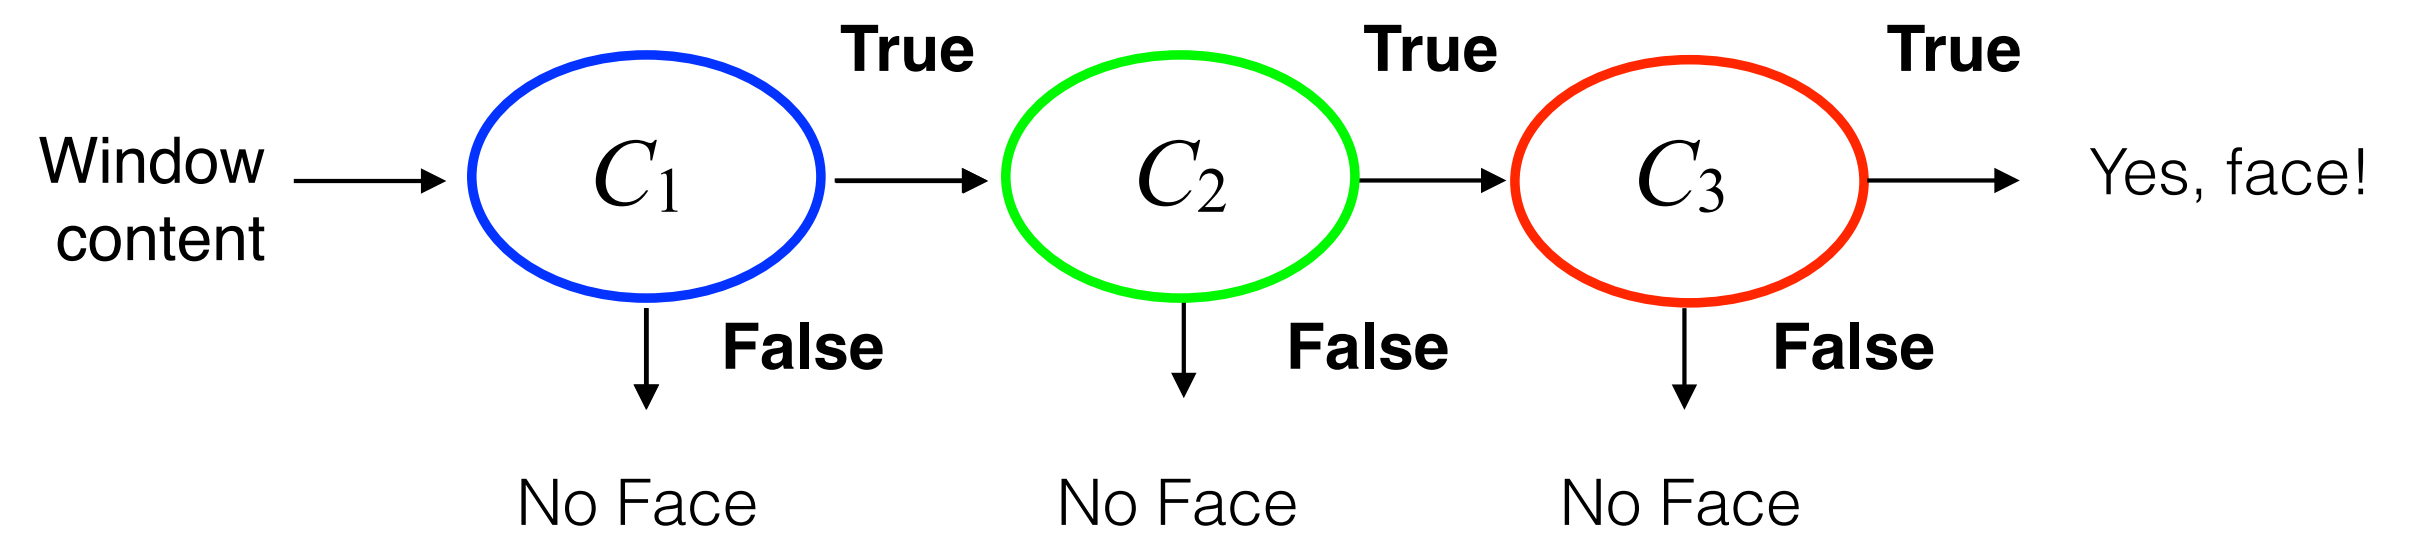 True True True
Window
content
C₁ C₂ C₃
Yes, face!
False False False
No Face No Face No Face